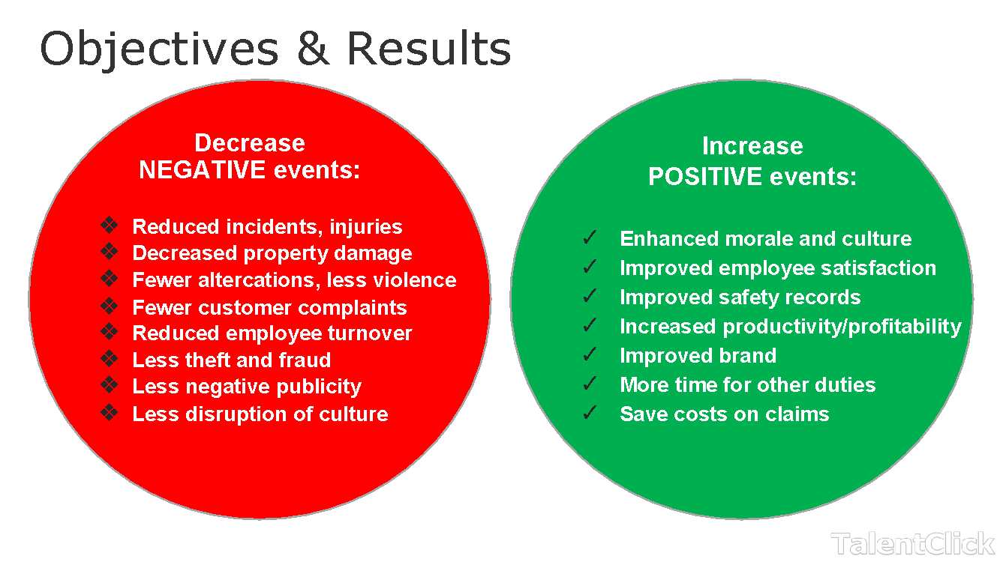 Objectives & Results
Decrease
NEGATIVE events:
❖ Reduced incidents, injuries
❖ Decreased property damage
❖ Fewer altercations, less violence
❖ Fewer customer complaints
❖ Reduced employee turnover
❖ Less theft and fraud
❖ Less negative publicity
❖ Less disruption of culture
Increase
POSITIVE events:
✓ Enhanced morale and culture
✓ Improved employee satisfaction
✓ Improved safety records
✓ Increased productivity/profitability
✓ Improved brand
✓ More time for other duties
✓ Save costs on claims
TalentClick